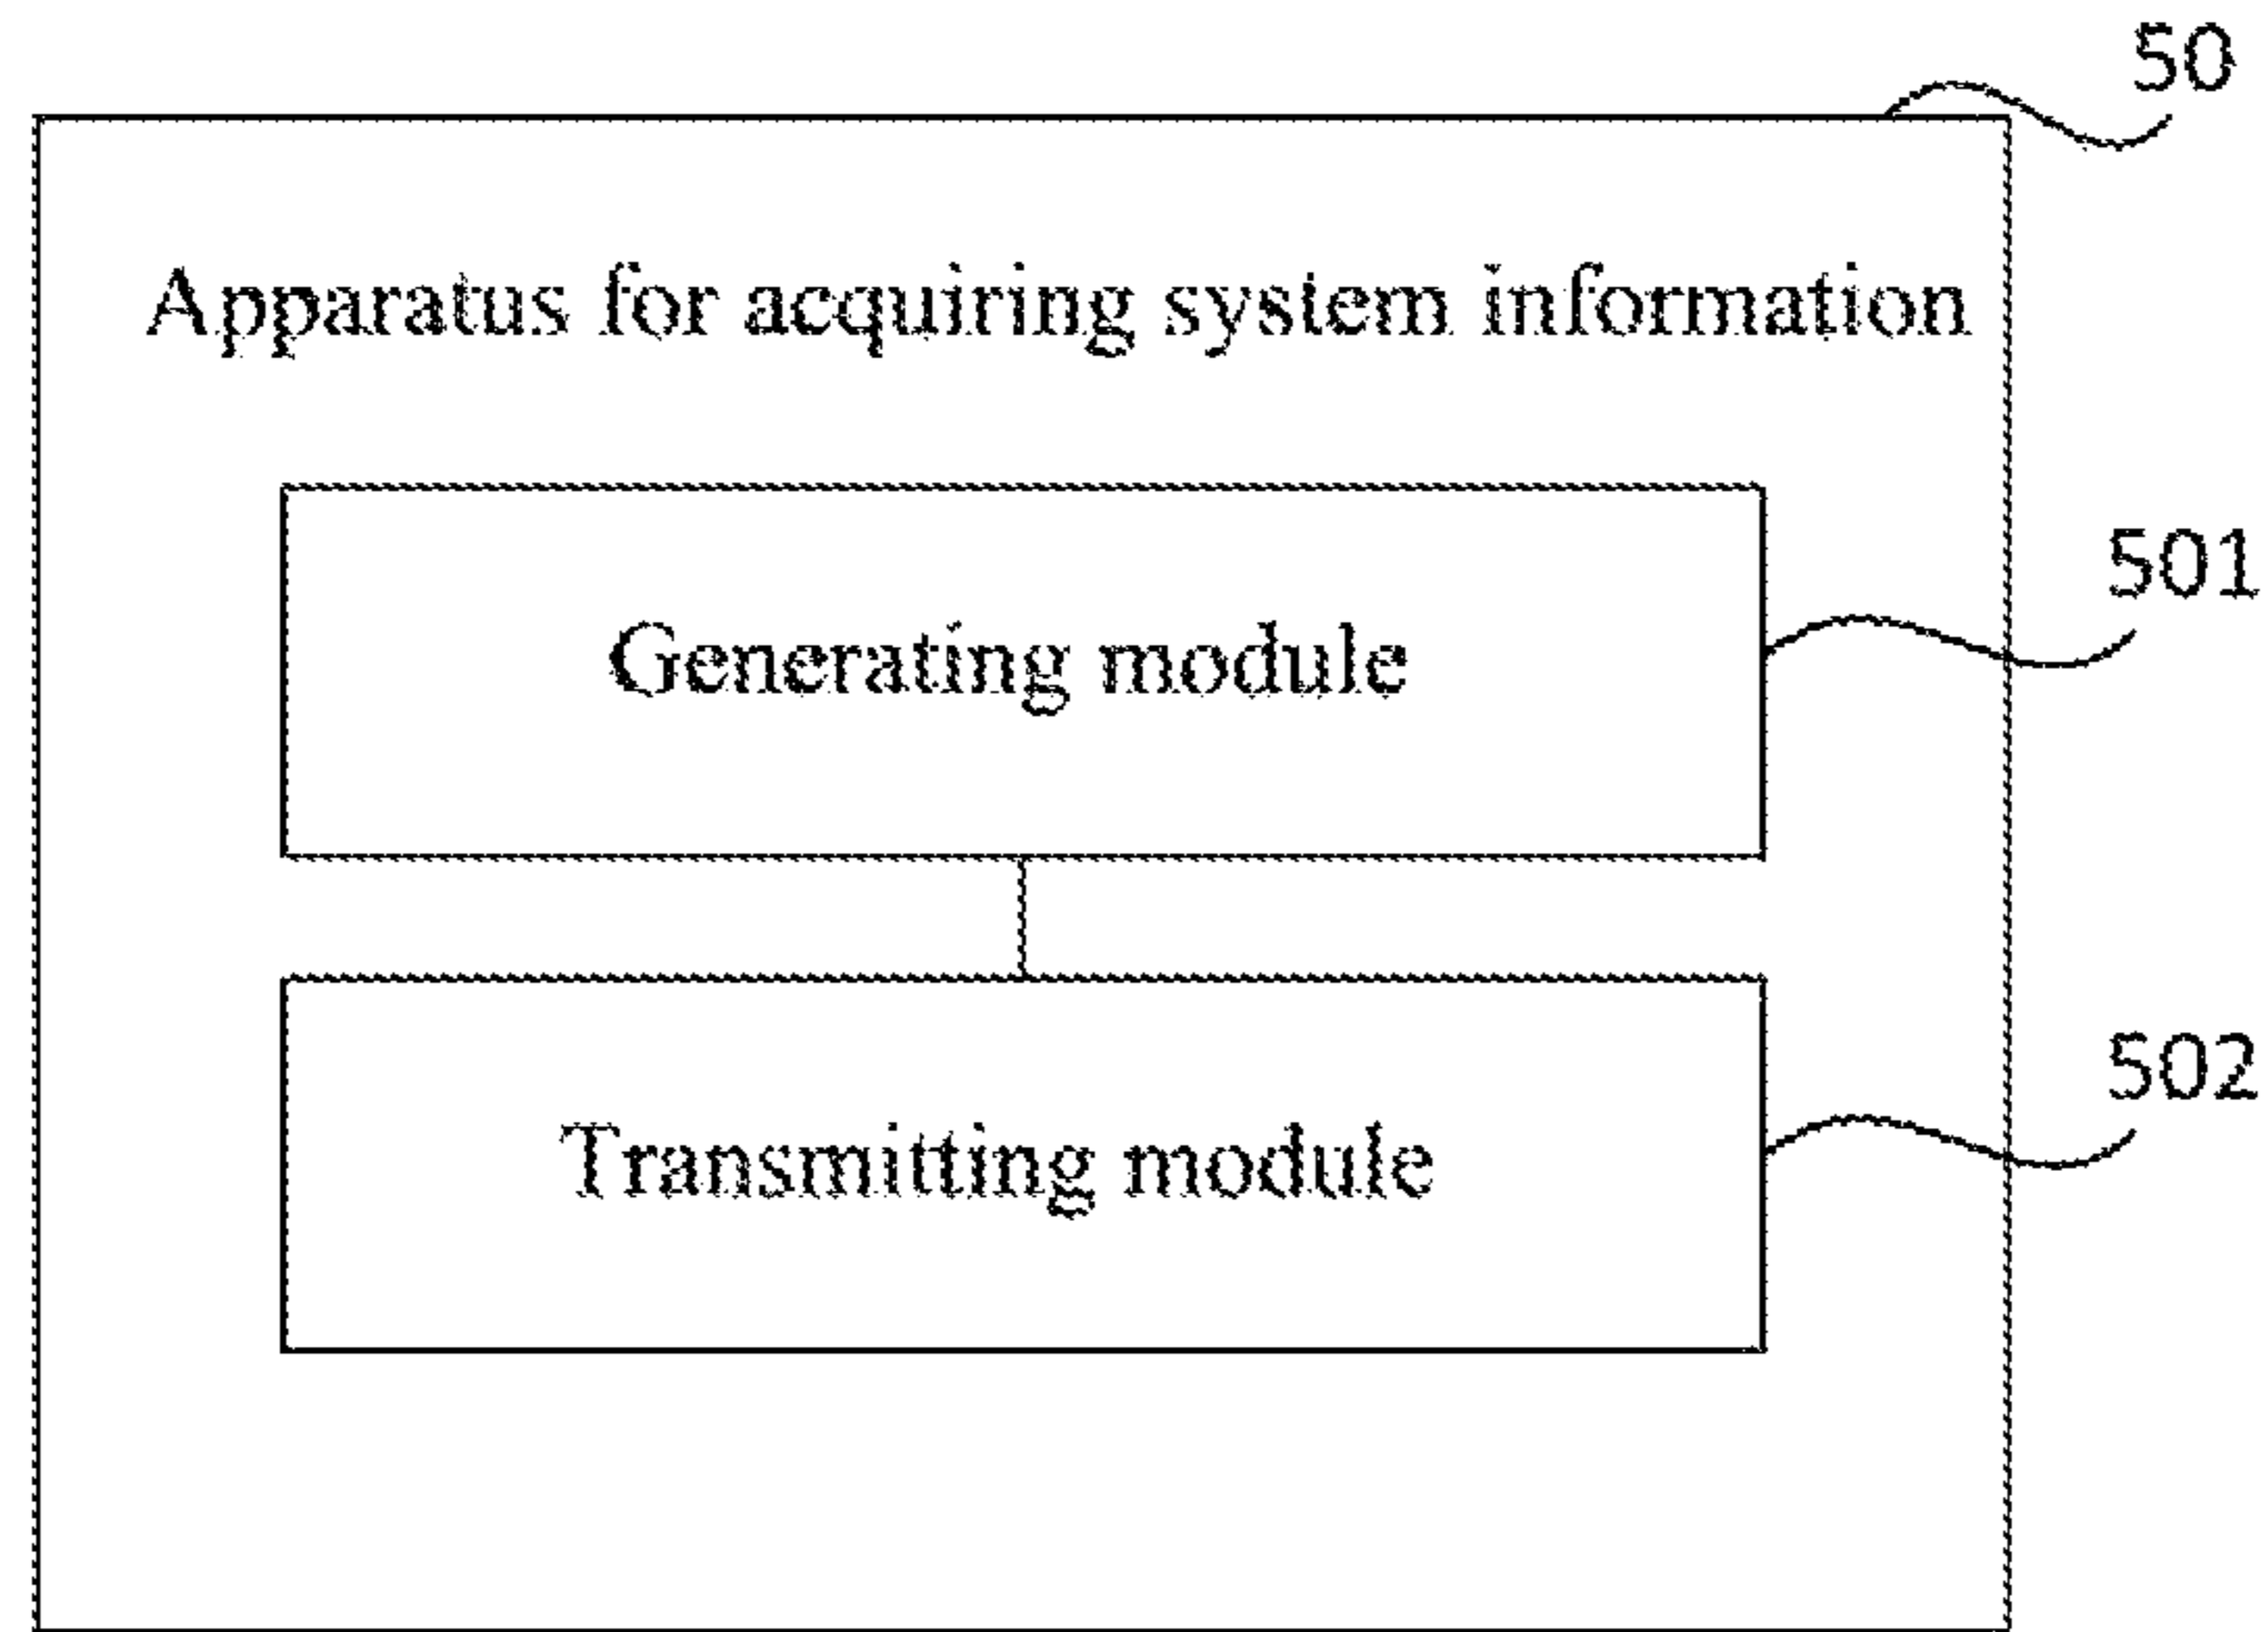 50
Apparatus for acquiring system information
501
Generating module
502
Transmitting module